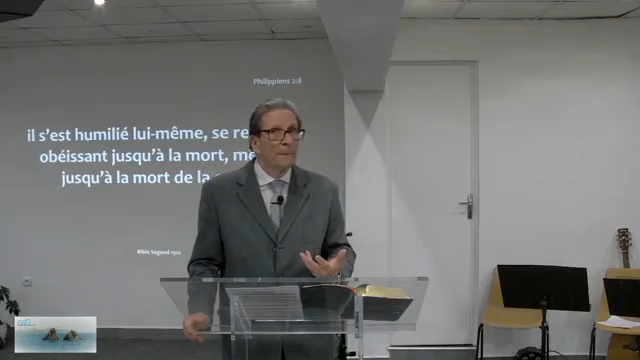 Philippiens 2:8
il s'est humilié lui-même, se re
obéissant jusqu'à la mort, mê
jusqu'à la mort de la
Bible Segond 1910